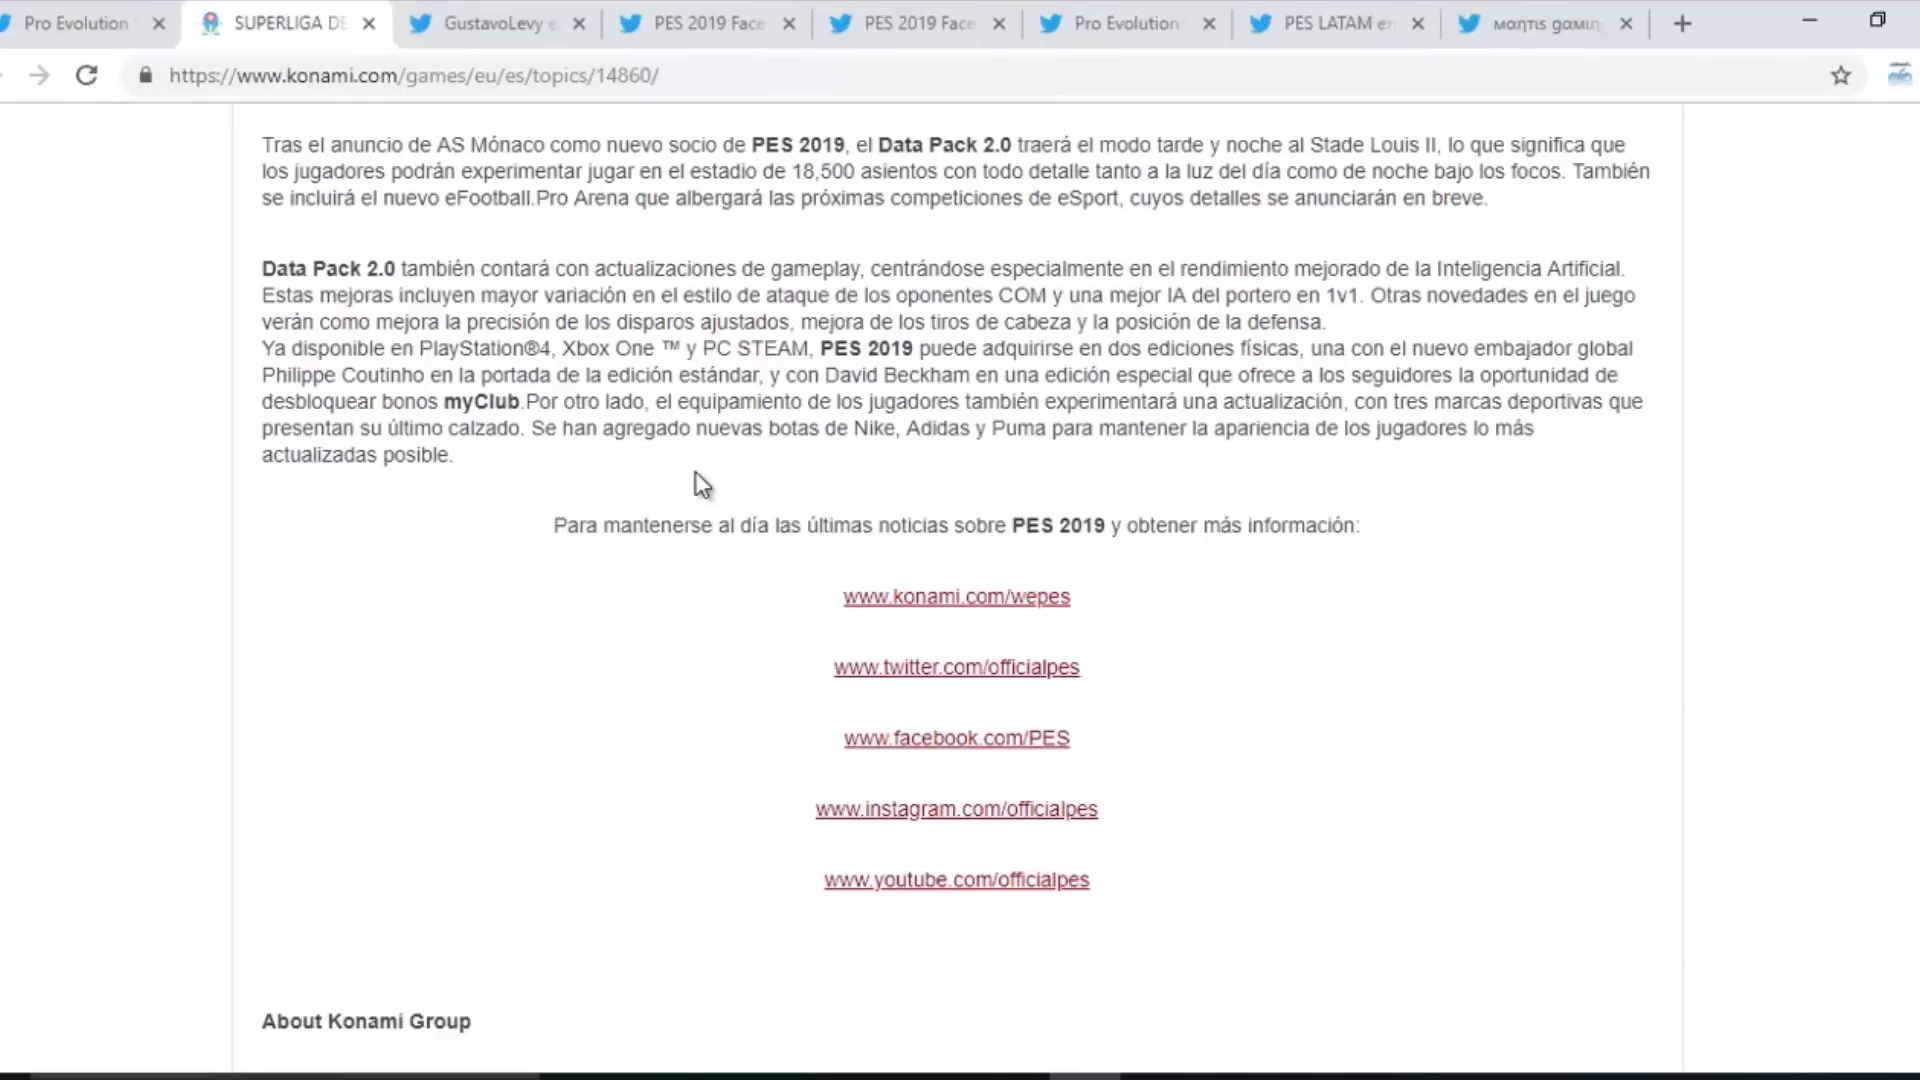 Pro Evolution
SUPERLIGA DE
GustavoLevy e
PES 2019 Face
PES 2019 Face
Pro Evolution
PES LATAM en
мαηтιѕ gαмιη
https://www.konami.com/games/eu/es/topics/14860/
Tras el anuncio de AS Mónaco como nuevo socio de PES 2019, el Data Pack 2.0 traerá el modo tarde y noche al Stade Louis II, lo que significa que
los jugadores podrán experimentar jugar en el estadio de 18,500 asientos con todo detalle tanto a la luz del día como de noche bajo los focos. También
se incluirá el nuevo eFootball.Pro Arena que albergará las próximas competiciones de eSport, cuyos detalles se anunciarán en breve.
Data Pack 2.0 también contará con actualizaciones de gameplay, centrándose especialmente en el rendimiento mejorado de la Inteligencia Artificial.
Estas mejoras incluyen mayor variación en el estilo de ataque de los oponentes COM y una mejor IA del portero en 1v1. Otras novedades en el juego
verán como mejora la precisión de los disparos ajustados, mejora de los tiros de cabeza y la posición de la defensa.
Ya disponible en PlayStation®4, Xbox One ™ y PC STEAM, PES 2019 puede adquirirse en dos ediciones físicas, una con el nuevo embajador global
Philippe Coutinho en la portada de la edición estándar, y con David Beckham en una edición especial que ofrece a los seguidores la oportunidad de
desbloquear bonos myClub.Por otro lado, el equipamiento de los jugadores también experimentará una actualización, con tres marcas deportivas que
presentan su último calzado. Se han agregado nuevas botas de Nike, Adidas y Puma para mantener la apariencia de los jugadores lo más
actualizadas posible.
Para mantenerse al día las últimas noticias sobre PES 2019 y obtener más información:
www.konami.com/wepes
www.twitter.com/officialpes
www.facebook.com/PES
www.instagram.com/officialpes
www.youtube.com/officialpes
About Konami Group